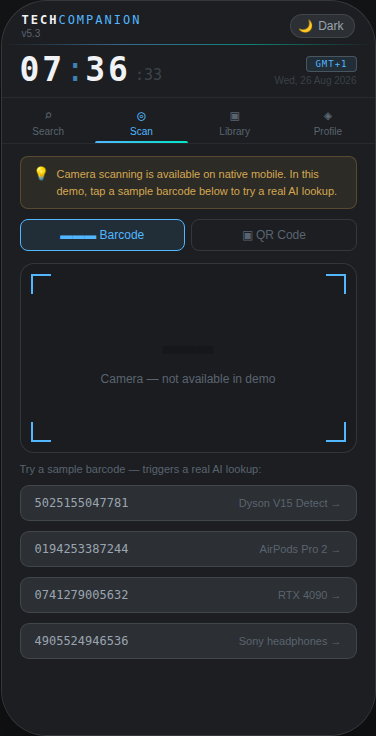 TECHCOMPANION
v5.3
🌙 Dark
07:36:33
GMT+1
Wed, 26 Aug 2026
Search
Scan
Library
Profile
💡 Camera scanning is available on native mobile. In this
demo, tap a sample barcode below to try a real AI lookup.
Barcode
QR Code
Camera — not available in demo
Try a sample barcode — triggers a real AI lookup:
5025155047781 Dyson V15 Detect →
0194253387244 AirPods Pro 2 →
0741279005632 RTX 4090 →
4905524946536 Sony headphones →